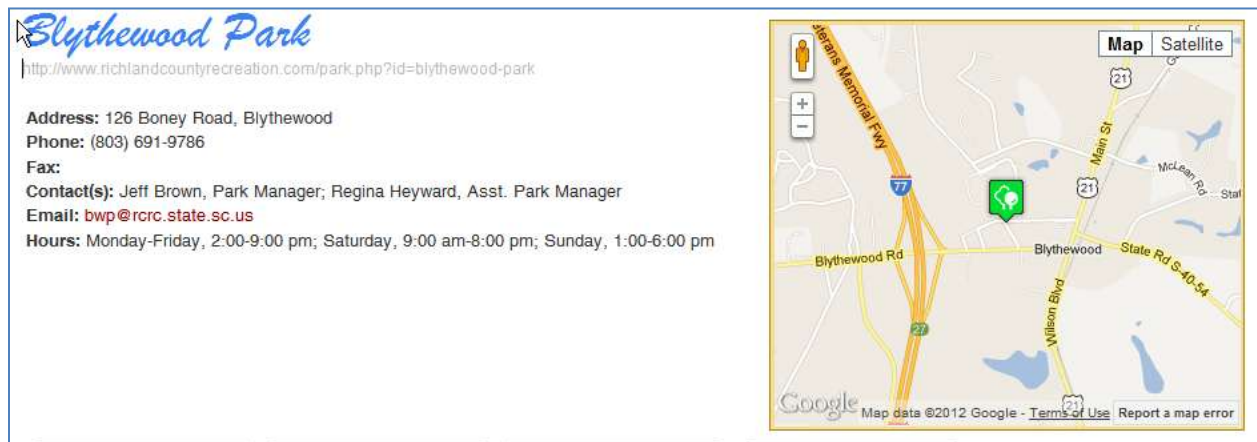 Blythewood Park
http://www.richlandcountyrecreation.com/park.php?id=blythewood-park
Address: 126 Boney Road, Blythewood
Phone: (803) 691-9786
Fax:
Contact(s): Jeff Brown, Park Manager; Regina Heyward, Asst. Park Manager
Email: bwp@rcrc.state.sc.us
Hours: Monday-Friday, 2:00-9:00 pm; Saturday, 9:00 am-8:00 pm; Sunday, 1:00-6:00 pm
Map Satellite
+
−
Memorial Fwy
21
Main St
McLean Rd
77
21
Blythewood Rd
Blythewood
State Rd S-40-54
Wilson Blvd
27
21
Google
Map data ©2012 Google - Terms of Use Report a map error